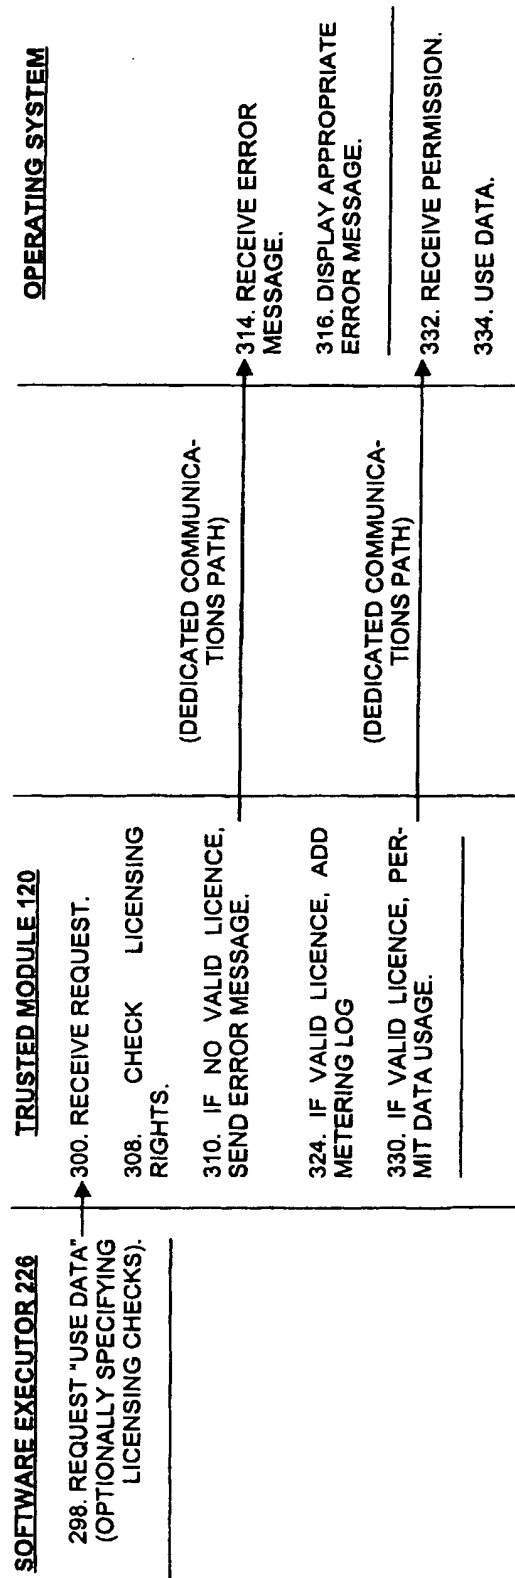 SOFTWARE EXECUTOR 226
298. REQUEST "USE DATA"
(OPTIONALLY SPECIFYING
LICENSING CHECKS).
TRUSTED MODULE 120
300. RECEIVE REQUEST.
308. CHECK LICENSING
RIGHTS.
310. IF NO VALID LICENCE,
SEND ERROR MESSAGE.
324. IF VALID LICENCE, ADD
METERING LOG
330. IF VALID LICENCE, PER-
MIT DATA USAGE.
(DEDICATED COMMUNICA-
TIONS PATH)
(DEDICATED COMMUNICA-
TIONS PATH)
OPERATING SYSTEM
314. RECEIVE ERROR
MESSAGE.
316. DISPLAY APPROPRIATE
ERROR MESSAGE.
332. RECEIVE PERMISSION.
334. USE DATA.